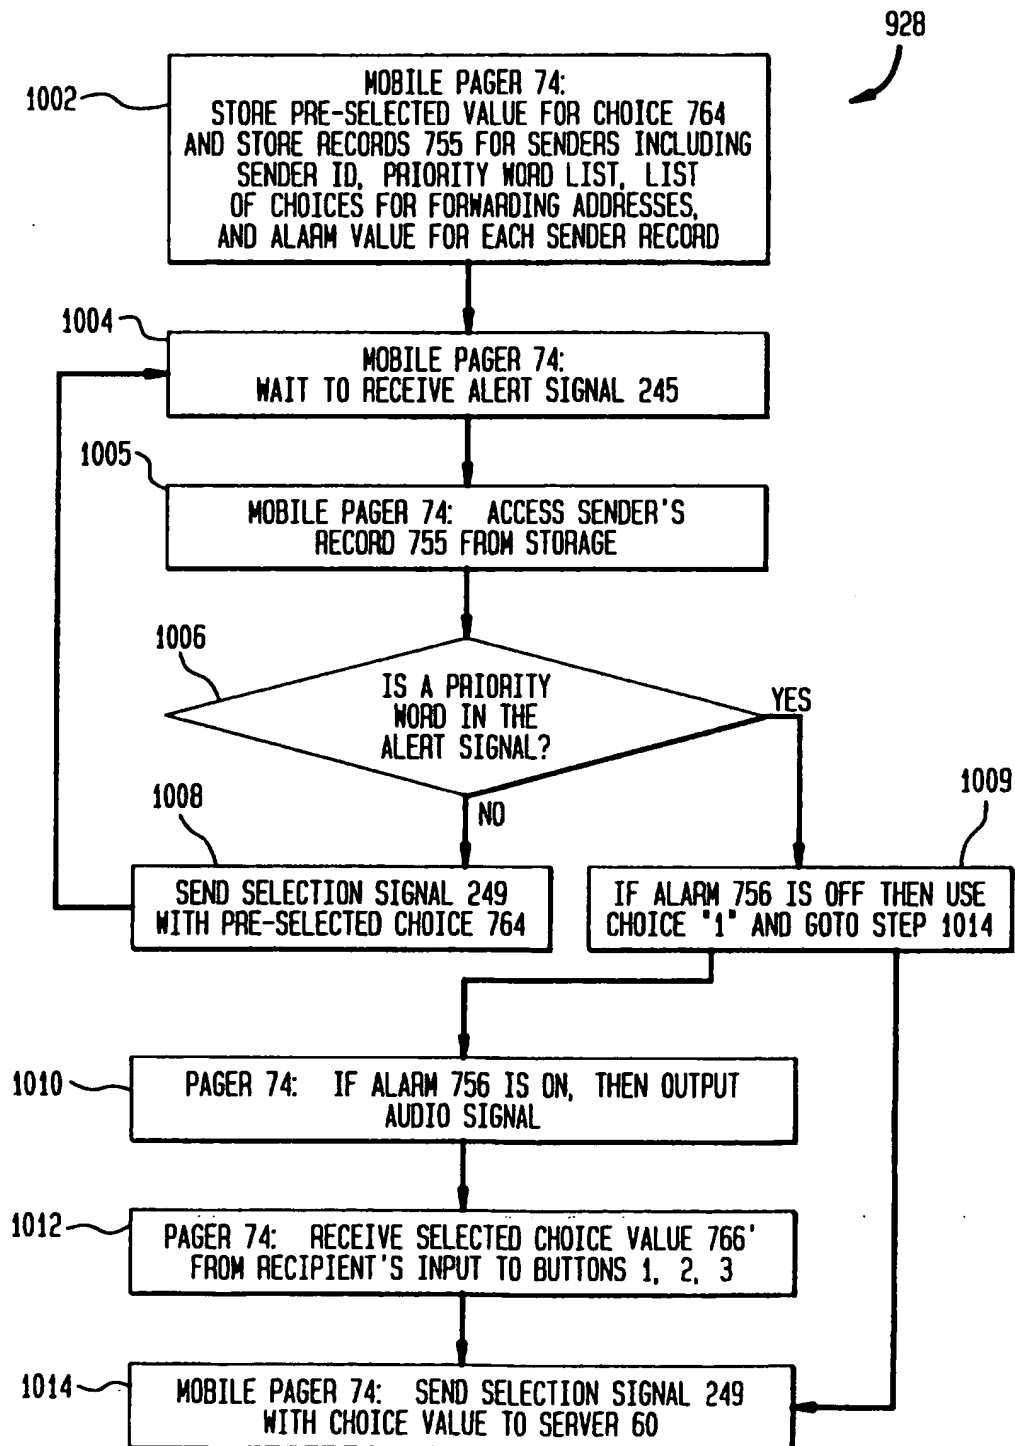 928
1002
MOBILE PAGER 74:
STORE PRE-SELECTED VALUE FOR CHOICE 764
AND STORE RECORDS 755 FOR SENDERS INCLUDING
SENDER ID, PRIORITY WORD LIST, LIST
OF CHOICES FOR FORWARDING ADDRESSES,
AND ALARM VALUE FOR EACH SENDER RECORD
1004
MOBILE PAGER 74:
WAIT TO RECEIVE ALERT SIGNAL 245
1005
MOBILE PAGER 74: ACCESS SENDER'S
RECORD 755 FROM STORAGE
1006
IS A PRIORITY
WORD IN THE
ALERT SIGNAL?
YES
NO
1008
SEND SELECTION SIGNAL 249
WITH PRE-SELECTED CHOICE 764
1009
IF ALARM 756 IS OFF THEN USE
CHOICE "1" AND GOTO STEP 1014
1010
PAGER 74: IF ALARM 756 IS ON, THEN OUTPUT
AUDIO SIGNAL
1012
PAGER 74: RECEIVE SELECTED CHOICE VALUE 766'
FROM RECIPIENT'S INPUT TO BUTTONS 1, 2, 3
1014
MOBILE PAGER 74: SEND SELECTION SIGNAL 249
WITH CHOICE VALUE TO SERVER 60